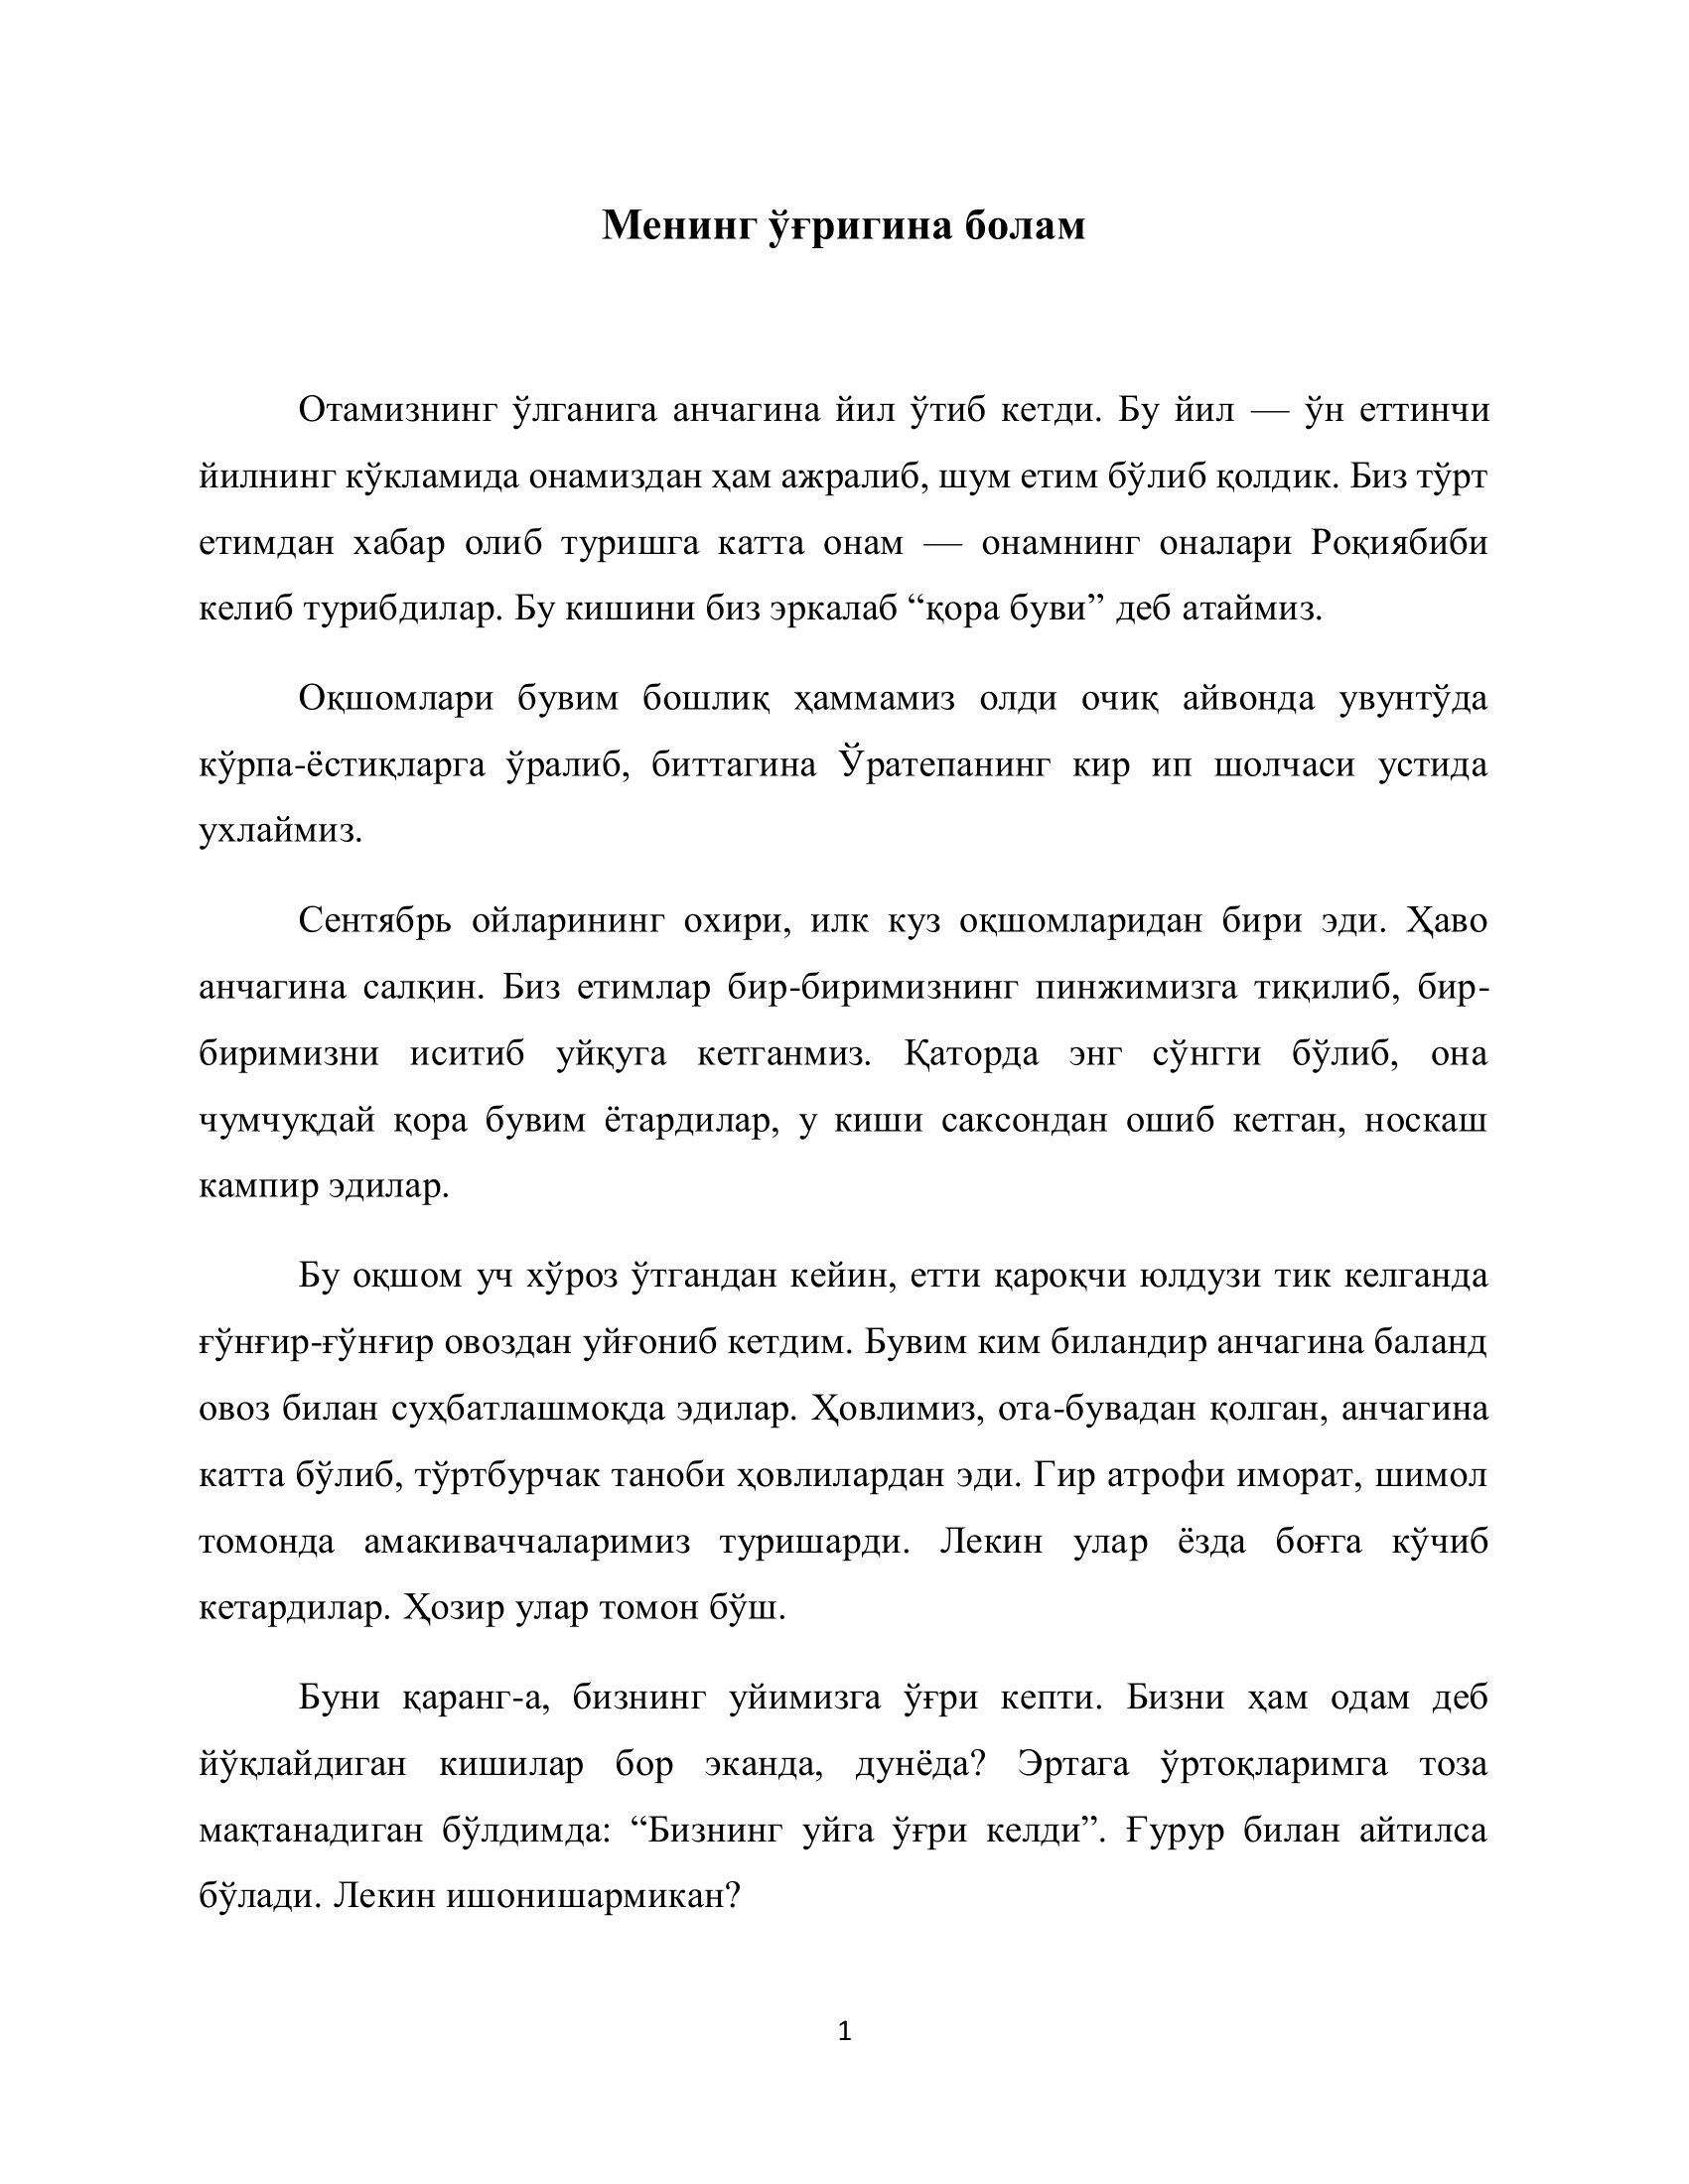 Менинг ўғригина болам
Отамизнинг ўлганига анчагина йил ўтиб кетди. Бу йил — ўн еттинчи
йилнинг кўкламида онамиздан ҳам ажралиб, шум етим бўлиб қолдик. Биз тўрт
етимдан хабар олиб туришга катта онам — онамнинг оналари Роқиябиби
келиб турибдилар. Бу кишини биз эркалаб “қора буви” деб атаймиз.
Оқшомлари бувим бошлиқ ҳаммамиз олди очиқ айвонда увунтўда
кўрпа-ёстиқларга ўралиб, биттагина Ўратепанинг кир ип шолчаси устида
ухлаймиз.
Сентябрь ойларининг охири, илк куз оқшомларидан бири эди. Ҳаво
анчагина салқин. Биз етимлар бир-биримизнинг пинжимизга тиқилиб, бир-
биримизни иситиб уйқуга кетганмиз. Қаторда энг сўнгги бўлиб, она
чумчуқдай қора бувим ётардилар, у киши саксондан ошиб кетган, носкаш
кампир эдилар.
Бу оқшом уч хўроз ўтгандан кейин, етти қароқчи юлдузи тик келганда
ғўнғир-ғўнғир овоздан уйғониб кетдим. Бувим ким биландир анчагина баланд
овоз билан суҳбатлашмоқда эдилар. Ҳовлимиз, ота-бувадан қолган, анчагина
катта бўлиб, тўртбурчак таноби ҳовлилардан эди. Гир атрофи иморат, шимол
томонда амакиваччаларимиз туришарди. Лекин улар ёзда боғга кўчиб
кетардилар. Ҳозир улар томон бўш.
Буни қаранг-а, бизнинг уйимизга ўғри кепти. Бизни ҳам одам деб
йўқлайдиган кишилар бор эканда, дунёда? Эртага ўртоқларимга тоза
мақтанадиган бўлдимда: “Бизнинг уйга ўғри келди”. Ғурур билан айтилса
бўлади. Лекин ишонишармикан?
1